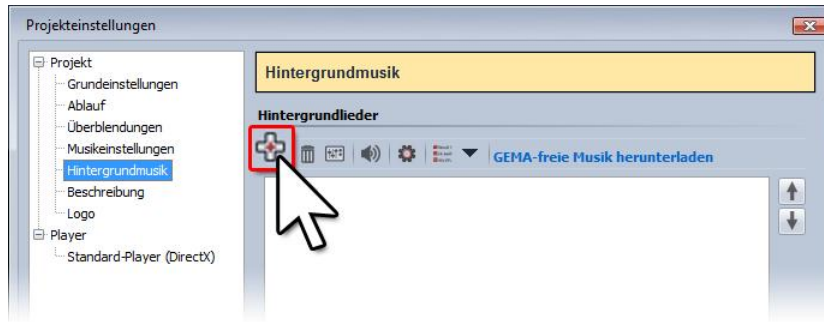 Projekteinstellungen
Projekt
Grundeinstellungen
Ablauf
Überblendungen
Musikeinstellungen
Hintergrundmusik
Beschreibung
Logo
Player
Standard-Player (DirectX)
Hintergrundmusik
Hintergrundlieder
GEMA-freie Musik herunterladen